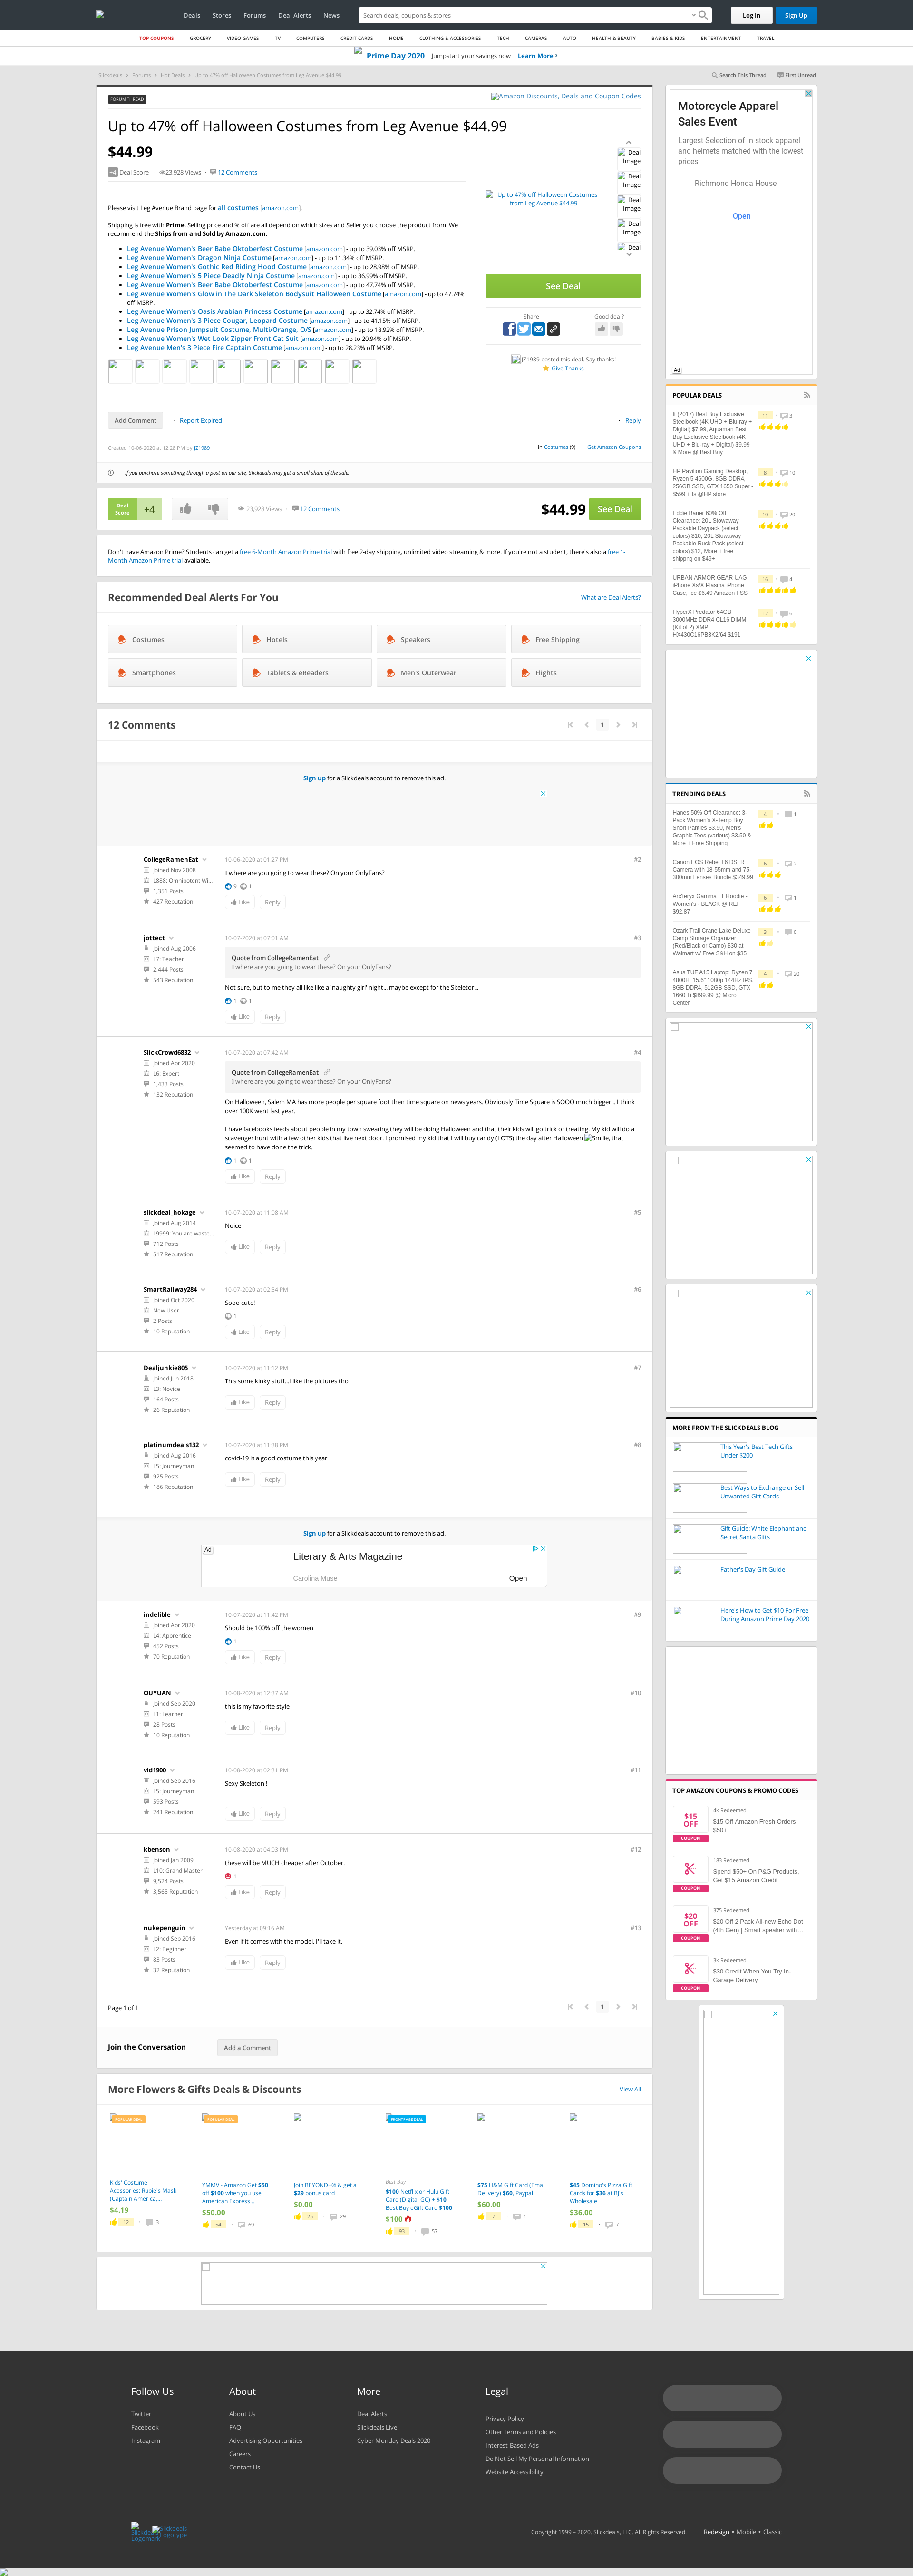 Deals Stores Forums Deal Alerts News
Search deals, coupons & stores
Log In Sign Up
TOP COUPONS GROCERY VIDEO GAMES TV COMPUTERS CREDIT CARDS HOME CLOTHING & ACCESSORIES TECH CAMERAS AUTO HEALTH & BEAUTY BABIES & KIDS ENTERTAINMENT TRAVEL
Prime Day 2020 Jumpstart your savings now Learn More
Slickdeals Forums Hot Deals Up to 47% off Halloween Costumes from Leg Avenue $44.99
Search This Thread First Unread
FORUM THREAD
Amazon Discounts, Deals and Coupon Codes
Up to 47% off Halloween Costumes from Leg Avenue $44.99
$44.99
+4 Deal Score 23,928 Views 12 Comments
Please visit Leg Avenue Brand page for all costumes [amazon.com].
Shipping is free with Prime. Selling price and % off are all depend on which sizes and Seller you choose the product from. We
recommend the Ships from and Sold by Amazon.com.
Leg Avenue Women's Beer Babe Oktoberfest Costume [amazon.com] - up to 39.03% off MSRP.
Leg Avenue Women's Dragon Ninja Costume [amazon.com] - up to 11.34% off MSRP.
Leg Avenue Women's Gothic Red Riding Hood Costume [amazon.com] - up to 28.98% off MSRP.
Leg Avenue Women's 5 Piece Deadly Ninja Costume [amazon.com] - up to 36.99% off MSRP.
Leg Avenue Women's Beer Babe Oktoberfest Costume [amazon.com] - up to 47.74% off MSRP.
Leg Avenue Women's Glow in The Dark Skeleton Bodysuit Halloween Costume [amazon.com] - up to 47.74%
off MSRP.
Leg Avenue Women's Oasis Arabian Princess Costume [amazon.com] - up to 32.74% off MSRP.
Leg Avenue Women's 3 Piece Cougar, Leopard Costume [amazon.com] - up to 41.15% off MSRP.
Leg Avenue Prison Jumpsuit Costume, Multi/Orange, O/S [amazon.com] - up to 18.92% off MSRP.
Leg Avenue Women's Wet Look Zipper Front Cat Suit [amazon.com] - up to 20.94% off MSRP.
Leg Avenue Men's 3 Piece Fire Captain Costume [amazon.com] - up to 28.23% off MSRP.
Up to 47% off Halloween Costumes
from Leg Avenue $44.99
Deal
Image
Deal
Image
Deal
Image
Deal
Image
Deal
See Deal
Share Good deal?
JZ1989 posted this deal. Say thanks!
Give Thanks
Add Comment Report Expired Reply
Created 10-06-2020 at 12:28 PM by JZ1989
in Costumes (9) Get Amazon Coupons
If you purchase something through a post on our site, Slickdeals may get a small share of the sale.
Deal
Score
+4
23,928 Views 12 Comments
$44.99 See Deal
Don't have Amazon Prime? Students can get a free 6-Month Amazon Prime trial with free 2-day shipping, unlimited video streaming & more. If you're not a student, there's also a free 1-
Month Amazon Prime trial available.
Recommended Deal Alerts For You
What are Deal Alerts?
Costumes Hotels Speakers Free Shipping
Smartphones Tablets & eReaders Men's Outerwear Flights
12 Comments
1
Sign up for a Slickdeals account to remove this ad.
CollegeRamenEat
Joined Nov 2008
L888: Omnipotent Wi...
1,351 Posts
427 Reputation
10-06-2020 at 01:27 PM
#2
where are you going to wear these? On your OnlyFans?
9 1
Like Reply
jottect
Joined Aug 2006
L7: Teacher
2,444 Posts
543 Reputation
10-07-2020 at 07:01 AM
#3
Quote from CollegeRamenEat
where are you going to wear these? On your OnlyFans?
Not sure, but to me they all like like a 'naughty girl' night... maybe except for the Skeletor...
1 1
Like Reply
SlickCrowd6832
Joined Apr 2020
L6: Expert
1,433 Posts
132 Reputation
10-07-2020 at 07:42 AM
#4
Quote from CollegeRamenEat
where are you going to wear these? On your OnlyFans?
On Halloween, Salem MA has more people per square foot then time square on news years. Obviously Time Square is SOOO much bigger... I think
over 100K went last year.
I have facebooks feeds about people in my town swearing they will be doing Halloween and that their kids will go trick or treating. My kid will do a
scavenger hunt with a few other kids that live next door. I promised my kid that I will buy candy (LOTS) the day after Halloween Smilie, that
seemed to have done the trick.
1 1
Like Reply
slickdeal_hokage
Joined Aug 2014
L9999: You are waste...
712 Posts
517 Reputation
10-07-2020 at 11:08 AM
#5
Noice
Like Reply
SmartRailway284
Joined Oct 2020
New User
2 Posts
10 Reputation
10-07-2020 at 02:54 PM
#6
Sooo cute!
1
Like Reply
Dealjunkie805
Joined Jun 2018
L3: Novice
164 Posts
26 Reputation
10-07-2020 at 11:12 PM
#7
This some kinky stuff...I like the pictures tho
Like Reply
platinumdeals132
Joined Aug 2016
L5: Journeyman
925 Posts
186 Reputation
10-07-2020 at 11:38 PM
#8
covid-19 is a good costume this year
Like Reply
Sign up for a Slickdeals account to remove this ad.
Ad
Literary & Arts Magazine
Carolina Muse Open
indelible
Joined Apr 2020
L4: Apprentice
452 Posts
70 Reputation
10-07-2020 at 11:42 PM
#9
Should be 100% off the women
1
Like Reply
OUYUAN
Joined Sep 2020
L1: Learner
28 Posts
10 Reputation
10-08-2020 at 12:37 AM
#10
this is my favorite style
Like Reply
vid1900
Joined Sep 2016
L5: Journeyman
593 Posts
241 Reputation
10-08-2020 at 02:31 PM
#11
Sexy Skeleton !
Like Reply
kbenson
Joined Jan 2009
L10: Grand Master
9,524 Posts
3,565 Reputation
10-08-2020 at 04:03 PM
#12
these will be MUCH cheaper after October.
1
Like Reply
nukepenguin
Joined Sep 2016
L2: Beginner
83 Posts
32 Reputation
Yesterday at 09:16 AM
#13
Even if it comes with the model, I'll take it.
Like Reply
Page 1 of 1
1
Join the Conversation Add a Comment
More Flowers & Gifts Deals & Discounts
View All
POPULAR DEAL
Kids' Costume
Acessories: Rubie's Mask
(Captain America,...
$4.19
12 3
POPULAR DEAL
YMMV - Amazon Get $50
off $100 when you use
American Express...
$50.00
54 69
Join BEYOND+® & get a
$29 bonus card
$0.00
25 29
FRONTPAGE DEAL
Best Buy
$100 Netflix or Hulu Gift
Card (Digital GC) + $10
Best Buy eGift Card $100
$100
93 57
$75 H&M Gift Card (Email
Delivery) $60, Paypal
$60.00
7 1
$45 Domino's Pizza Gift
Cards For $36 at BJ's
Wholesale
$36.00
15 7
Motorcycle Apparel
Sales Event
Largest Selection of in stock apparel
and helmets matched with the lowest
prices.
Richmond Honda House
Open
Ad
POPULAR DEALS
It (2017) Best Buy Exclusive
Steelbook (4K UHD + Blu-ray +
Digital) $7.99, Aquaman Best
Buy Exclusive Steelbook (4K
UHD + Blu-ray + Digital) $9.99
& More @ Best Buy
11 3
HP Pavilion Gaming Desktop,
Ryzen 5 4600G, 8GB DDR4,
256GB SSD, GTX 1650 Super -
$599 + fs @HP store
8 10
Eddie Bauer 60% Off
Clearance: 20L Stowaway
Packable Daypack (select
colors) $10, 20L Stowaway
Packable Ruck Pack (select
colors) $12, More + free
shipping on $49+
10 20
URBAN ARMOR GEAR UAG
iPhone Xs/X Plasma iPhone
Case, Ice $6.49 Amazon FSS
16 4
HyperX Predator 64GB
3000MHz DDR4 CL16 DIMM
(Kit of 2) XMP
HX430C16PB3K2/64 $191
12 6
TRENDING DEALS
Hanes 50% Off Clearance: 3-
Pack Women's X-Temp Boy
Short Panties $3.50, Men's
Graphic Tees (various) $3.50 &
More + Free Shipping
4 1
Canon EOS Rebel T6 DSLR
Camera with 18-55mm and 75-
300mm Lenses Bundle $349.99
6 2
Arc'teryx Gamma LT Hoodie -
Women's - BLACK @ REI
$92.87
6 1
Ozark Trail Crane Lake Deluxe
Camp Storage Organizer
(Red/Black or Camo) $30 at
Walmart w/ Free S&H on $35+
3 0
Asus TUF A15 Laptop: Ryzen 7
4800H, 15.6" 1080p 144Hz IPS,
8GB DDR4, 512GB SSD, GTX
1660 Ti $899.99 @ Micro
Center
4 20
MORE FROM THE SLICKDEALS BLOG
This Year's Best Tech Gifts
Under $200
Best Ways to Exchange or Sell
Unwanted Gift Cards
Gift Guide: White Elephant and
Secret Santa Gifts
Father's Day Gift Guide
Here's How to Get $10 For Free
During Amazon Prime Day 2020
TOP AMAZON COUPONS & PROMO CODES
$15
OFF
COUPON
4k Redeemed
$15 Off Amazon Fresh Orders
$50+
COUPON
183 Redeemed
Spend $50+ On P&G Products,
Get $15 Amazon Credit
$20
OFF
COUPON
375 Redeemed
$20 Off 2 Pack All-new Echo Dot
(4th Gen) | Smart speaker with...
COUPON
3k Redeemed
$30 Credit When You Try In-
Garage Delivery
Follow Us
Twitter
Facebook
Instagram
About
About Us
FAQ
Advertising Opportunities
Careers
Contact Us
More
Deal Alerts
Slickdeals Live
Cyber Monday Deals 2020
Legal
Privacy Policy
Other Terms and Policies
Interest-Based Ads
Do Not Sell My Personal Information
Website Accessibility
Slickdeals
Logotype
Logomark
Copyright 1999 – 2020. Slickdeals, LLC. All Rights Reserved. Redesign • Mobile • Classic